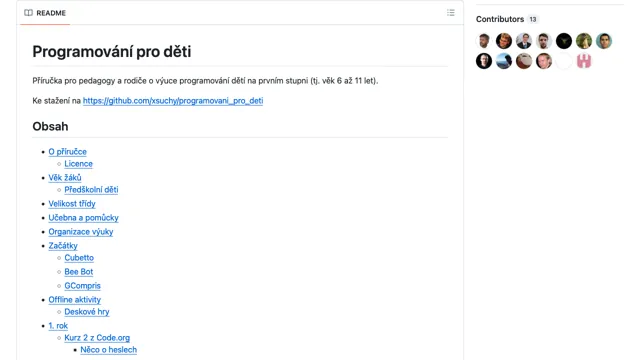 README
Programování pro děti
Příručka pro pedagogy a rodiče o výuce programování dětí na prvním stupni (tj. věk 6 až 11 let).
Ke stažení na https://github.com/xsuchy/programovani_pro_deti
Obsah
O příručce
Licence
Věk žáků
Předškolní děti
Velikost třídy
Učebna a pomůcky
Organizace výuky
Začátky
Cubetto
Bee Bot
GCompris
Offline aktivity
Deskové hry
1. rok
Kurz 2 z Code.org
Něco o heslech
Contributors 13